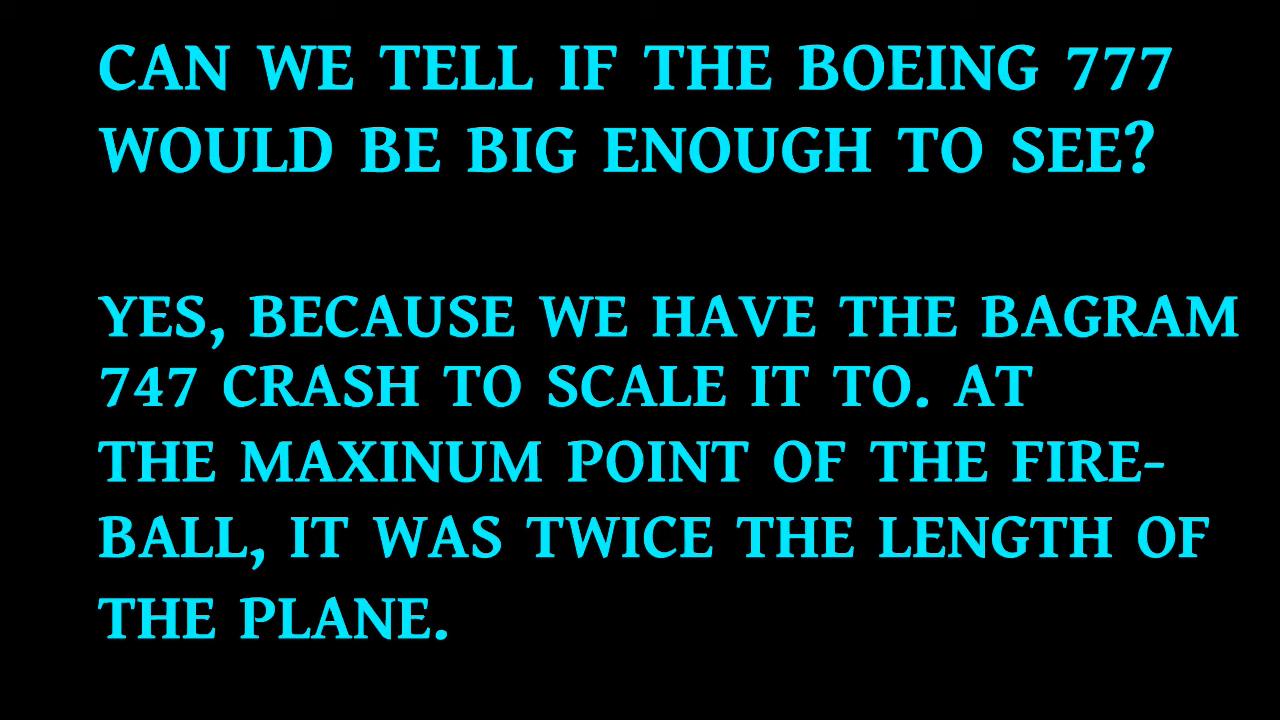 CAN WE TELL IF THE BOEING 777
WOULD BE BIG ENOUGH TO SEE?
YES, BECAUSE WE HAVE THE BAGRAM
747 CRASH TO SCALE IT TO. AT
THE MAXINUM POINT OF THE FIRE-
BALL, IT WAS TWICE THE LENGTH OF
THE PLANE.